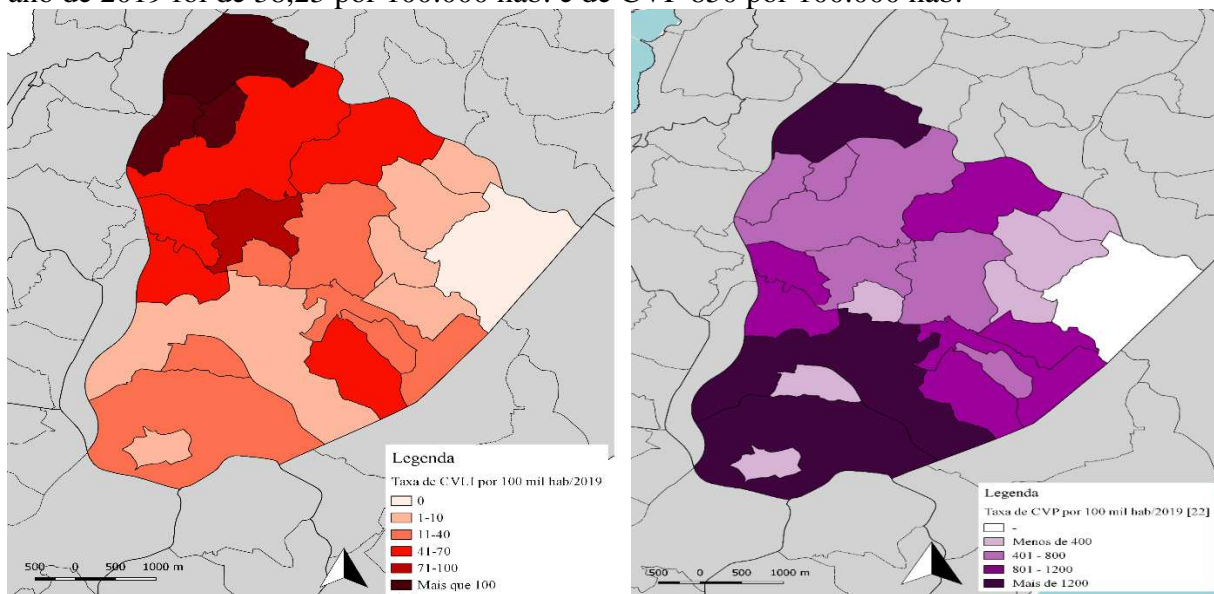 ano de 2019 foi de 38,25 por 100.000 hab. e de CVP 850 por 100.000 hab.
Legenda
Taxa de CVLI por 100 mil hab/2019
0
1-10
11-40
41-70
71-100
Mais que 100
500 0 500 1000 m
Legenda
Taxa de CVP por 100 mil hab/2019 [22]
-
Menos de 400
401 - 800
801 - 1200
Mais de 1200
500 0 500 1000 m